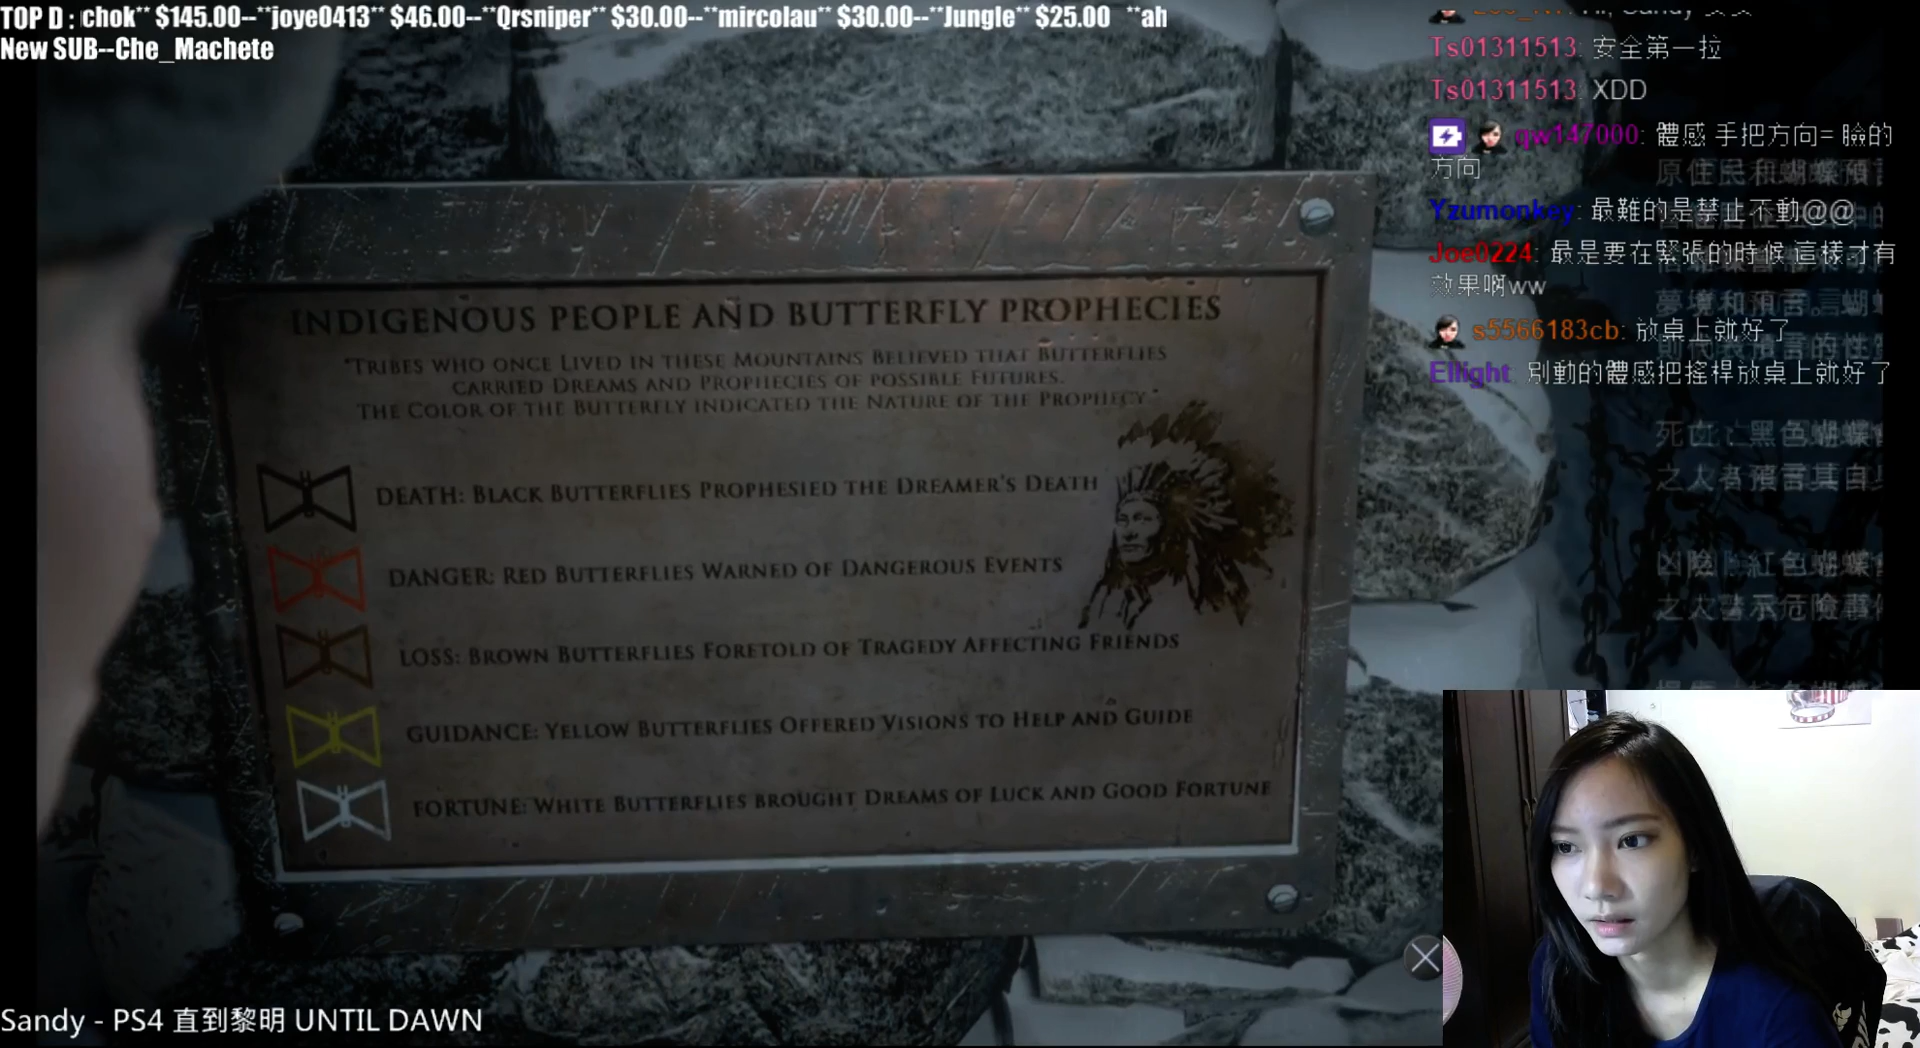 TOP D : chok** $145.00--**joye0413** $46.00--**Qrsniper** $30.00--**mircolau** $30.00--**Jungle** $25.00 **ah
New SUB--Che_Machete
Ts01311513: 安全第一拉
Ts01311513: XDD
qw147000: 體感 手把方向= 臉的
方向
Yzumonkey: 最難的是禁止不動@@
Joe0224: 最是要在緊張的時候 這樣才有
效果啊ww
s5566183cb: 放桌上就好了
Ellight: 別動的體感把搖桿放桌上就好了
INDIGENOUS PEOPLE AND BUTTERFLY PROPHECIES
"TRIBES WHO ONCE LIVED IN THESE MOUNTAINS BELIEVED THAT BUTTERFLIES
CARRIED DREAMS AND PROPHECIES OF POSSIBLE FUTURES.
THE COLOR OF THE BUTTERFLY INDICATED THE NATURE OF THE PROPHECY."
DEATH: BLACK BUTTERFLIES PROPHESIED THE DREAMER'S DEATH
DANGER: RED BUTTERFLIES WARNED OF DANGEROUS EVENTS
LOSS: BROWN BUTTERFLIES FORETOLD OF TRAGEDY AFFECTING FRIENDS
GUIDANCE: YELLOW BUTTERFLIES OFFERED VISIONS TO HELP AND GUIDE
FORTUNE: WHITE BUTTERFLIES BROUGHT DREAMS OF LUCK AND GOOD FORTUNE
Sandy - PS4 直到黎明 UNTIL DAWN